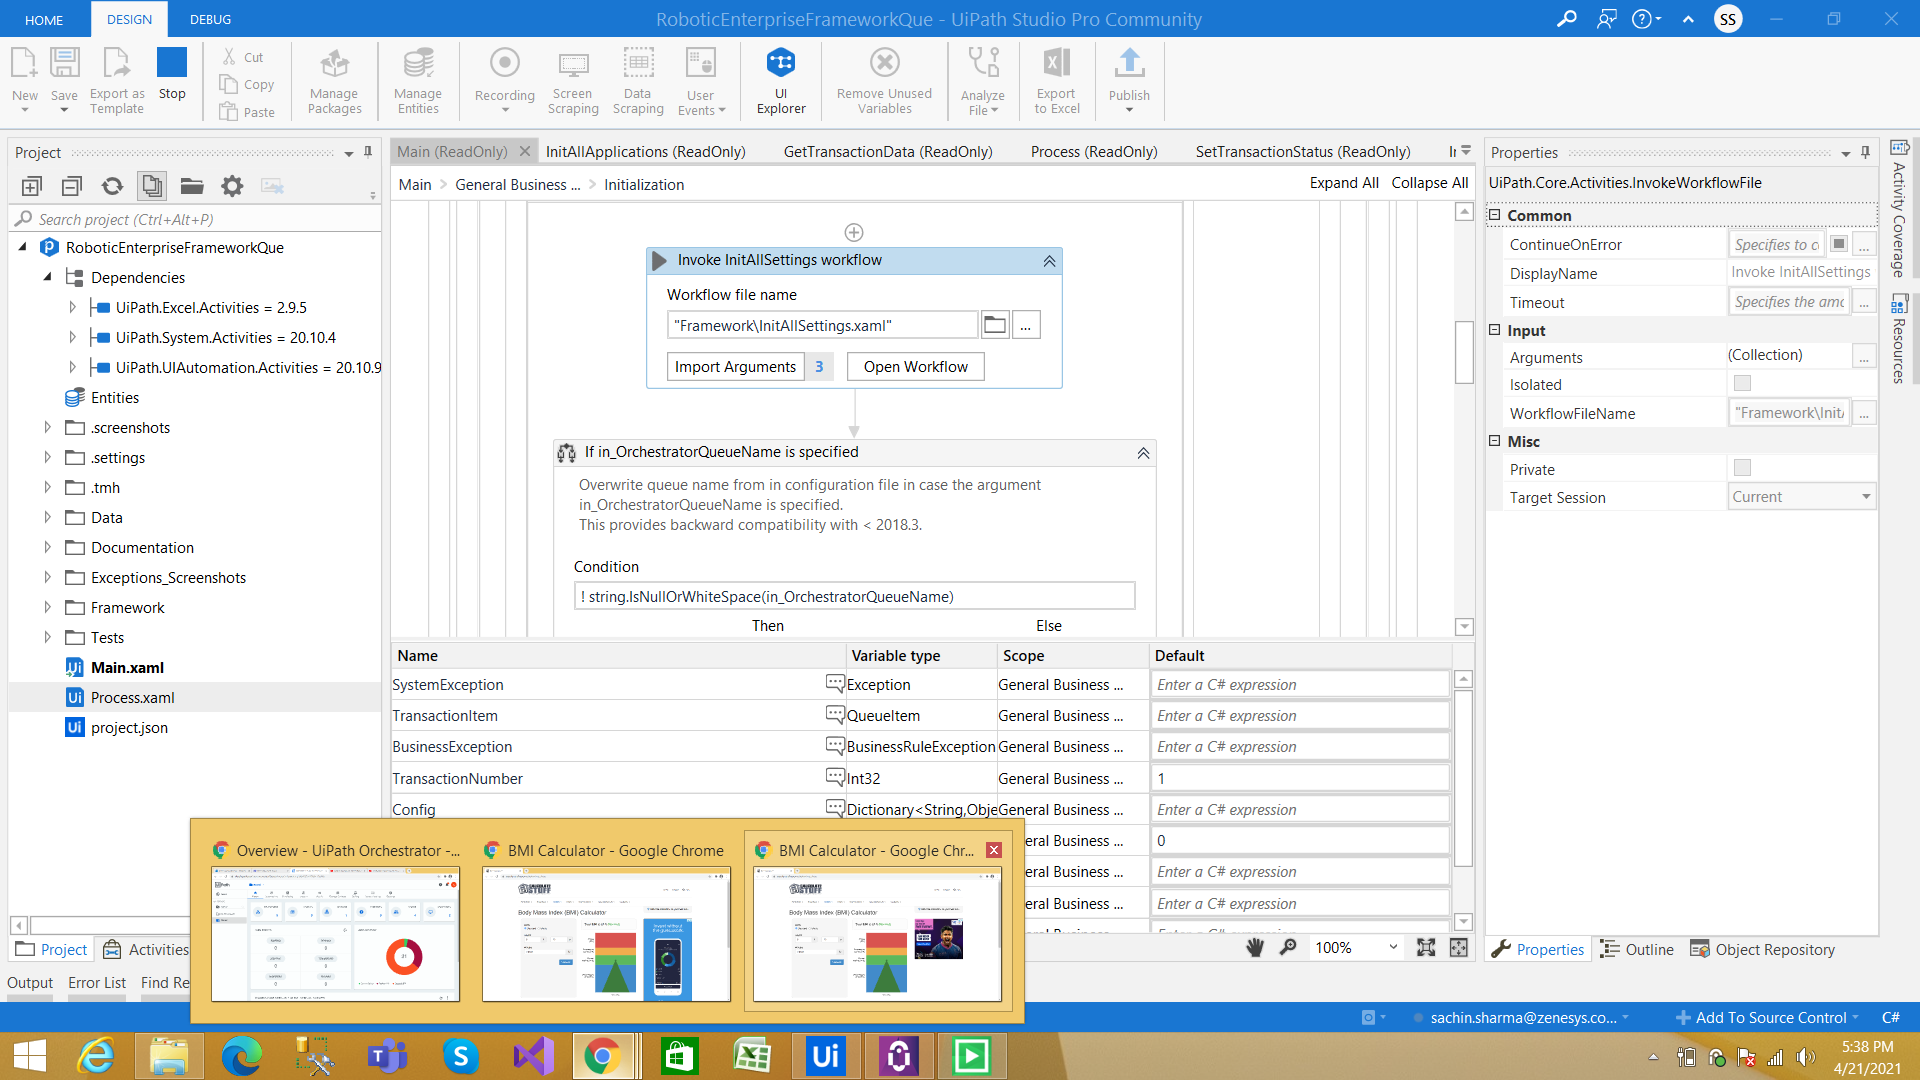 HOME
DESIGN
DEBUG
RoboticEnterpriseFrameworkQue - UiPath Studio Pro Community
SS
New
Save
Export as Template
Stop
Cut
Copy
Paste
Manage Packages
Manage Entities
Recording
Screen Scraping
Data Scraping
User Events
UI Explorer
Remove Unused Variables
Analyze File
Export to Excel
Publish
Project
Search project (Ctrl+Alt+P)
RoboticEnterpriseFrameworkQue
Dependencies
UiPath.Excel.Activities = 2.9.5
UiPath.System.Activities = 20.10.4
UiPath.UIAutomation.Activities = 20.10.9
Entities
.screenshots
.settings
.tmh
Data
Documentation
Exceptions_Screenshots
Framework
Tests
Main.xaml
Process.xaml
project.json
Project
Activities
Output
Error List
Find Re
Main (ReadOnly)
InitAllApplications (ReadOnly)
GetTransactionData (ReadOnly)
Process (ReadOnly)
SetTransactionStatus (ReadOnly)
Main > General Business ... > Initialization
Expand All
Collapse All
Invoke InitAllSettings workflow
Workflow file name
"Framework\InitAllSettings.xaml"
...
Import Arguments 3
Open Workflow
If in_OrchestratorQueueName is specified
Overwrite queue name from in configuration file in case the argument
in_OrchestratorQueueName is specified.
This provides backward compatibility with < 2018.3.
Condition
! string.IsNullOrWhiteSpace(in_OrchestratorQueueName)
Then
Else
Name Variable type Scope Default
SystemException Exception General Business ... Enter a C# expression
TransactionItem QueueItem General Business ... Enter a C# expression
BusinessException BusinessRuleException General Business ... Enter a C# expression
TransactionNumber Int32 General Business ... 1
Config Dictionary<String,Obje General Business ... Enter a C# expression
eral Business ... 0
eral Business ... Enter a C# expression
eral Business ... Enter a C# expression
100%
Overview - UiPath Orchestrator -...
BMI Calculator - Google Chrome
BMI Calculator - Google Chr...
Body Mass Index (BMI) Calculator
Body Mass Index (BMI) Calculator
Properties
UiPath.Core.Activities.InvokeWorkflowFile
Common
ContinueOnError Specifies to c ...
DisplayName Invoke InitAllSettings
Timeout Specifies the amo ...
Input
Arguments (Collection) ...
Isolated
WorkflowFileName "Framework\Init ...
Misc
Private
Target Session Current
Properties
Outline
Object Repository
Activity Coverage
Resources
sachin.sharma@zenesys.co...
Add To Source Control
C#
Ui
5:38 PM
4/21/2021